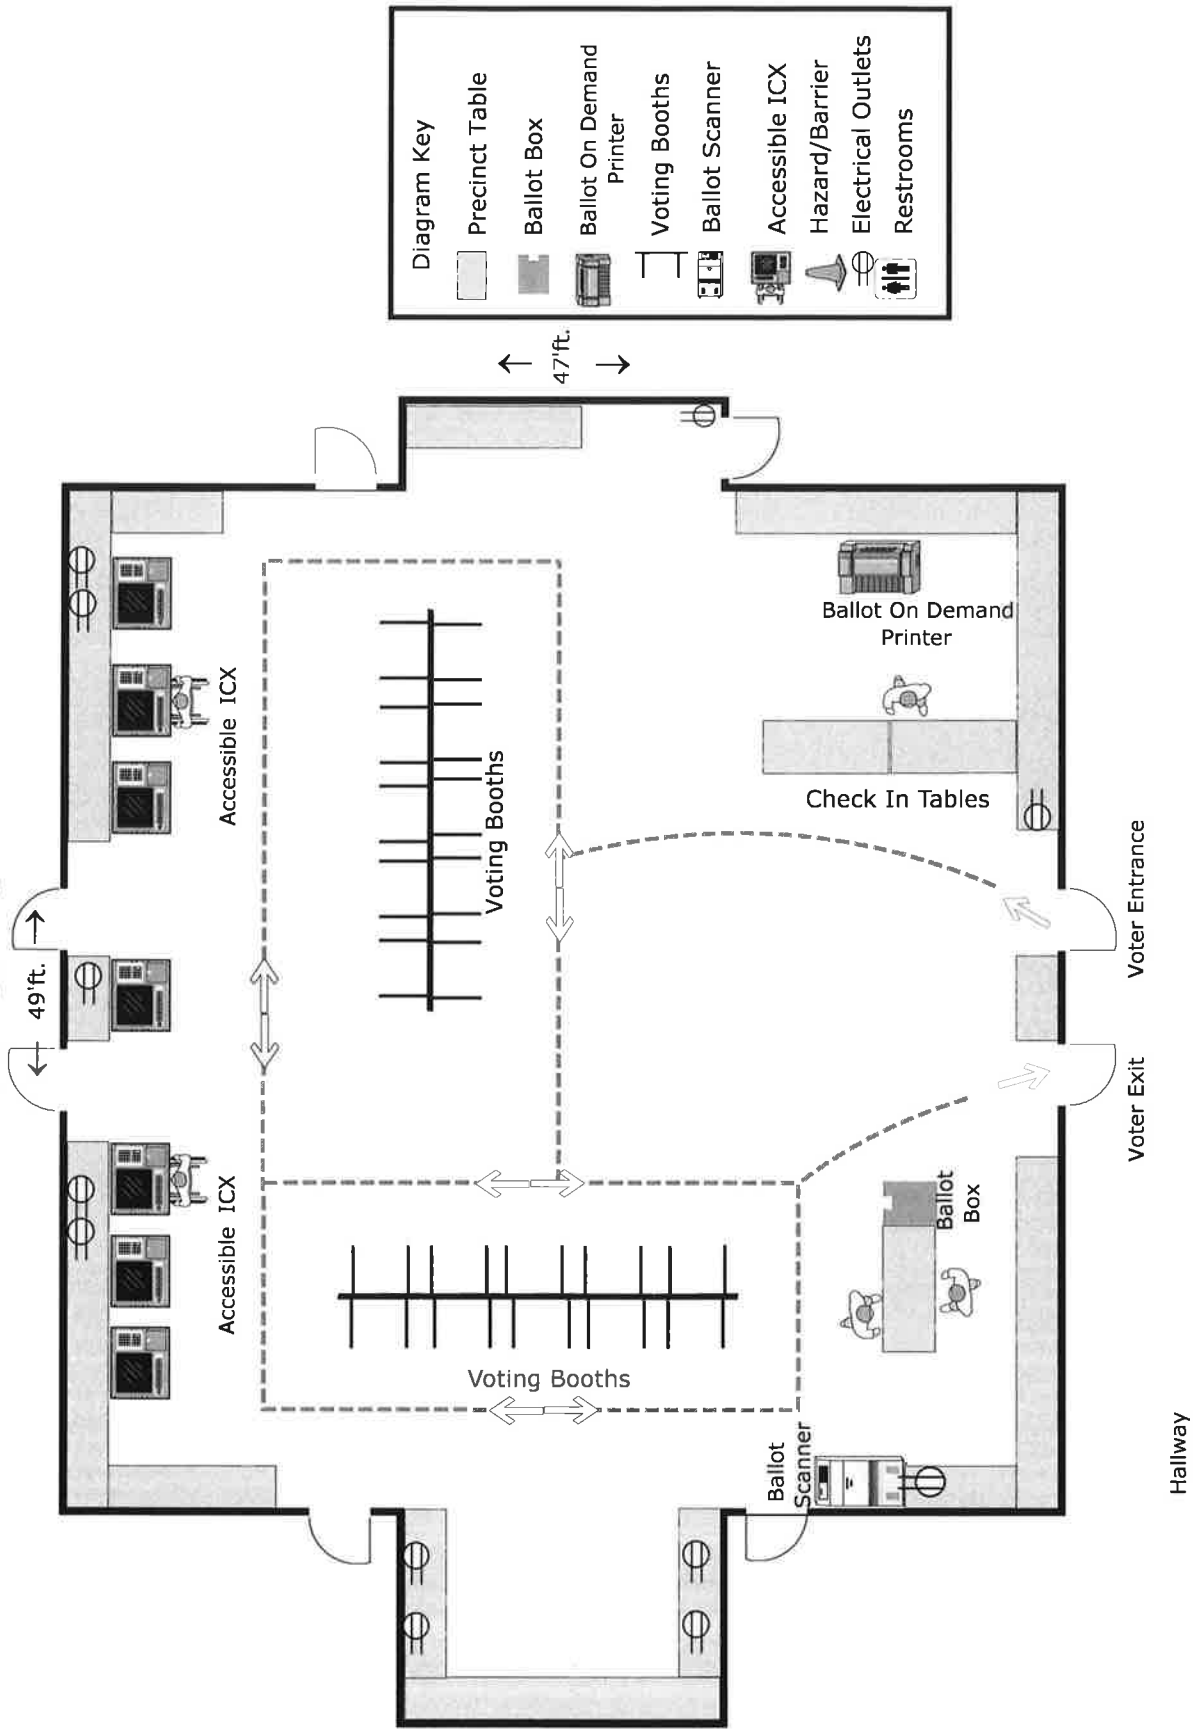 Diagram Key
Precinct Table
Ballot Box
Ballot On Demand
Printer
Voting Booths
Ballot Scanner
Accessible ICX
Hazard/Barrier
Electrical Outlets
Restrooms
47'ft.
49'ft.
Accessible ICX
Accessible ICX
Voting Booths
Voting Booths
Ballot On Demand
Printer
Check In Tables
Voter Entrance
Voter Exit
Ballot
Box
Ballot
Scanner
Hallway